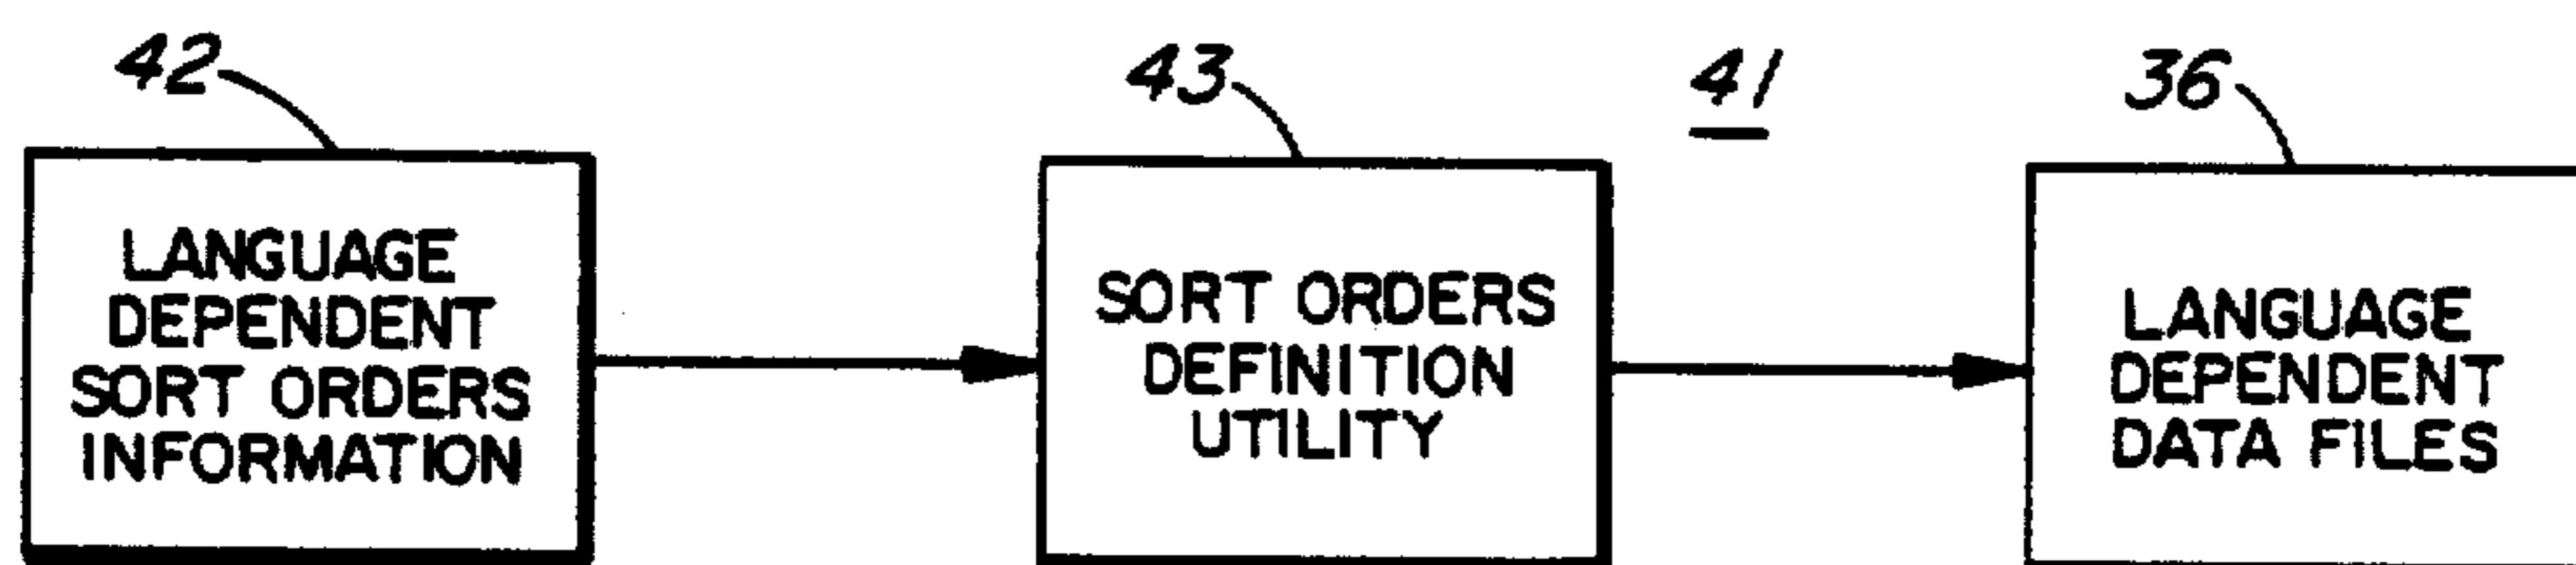 42
43
41
36
LANGUAGE
DEPENDENT
SORT ORDERS
INFORMATION
SORT ORDERS
DEFINITION
UTILITY
LANGUAGE
DEPENDENT
DATA FILES